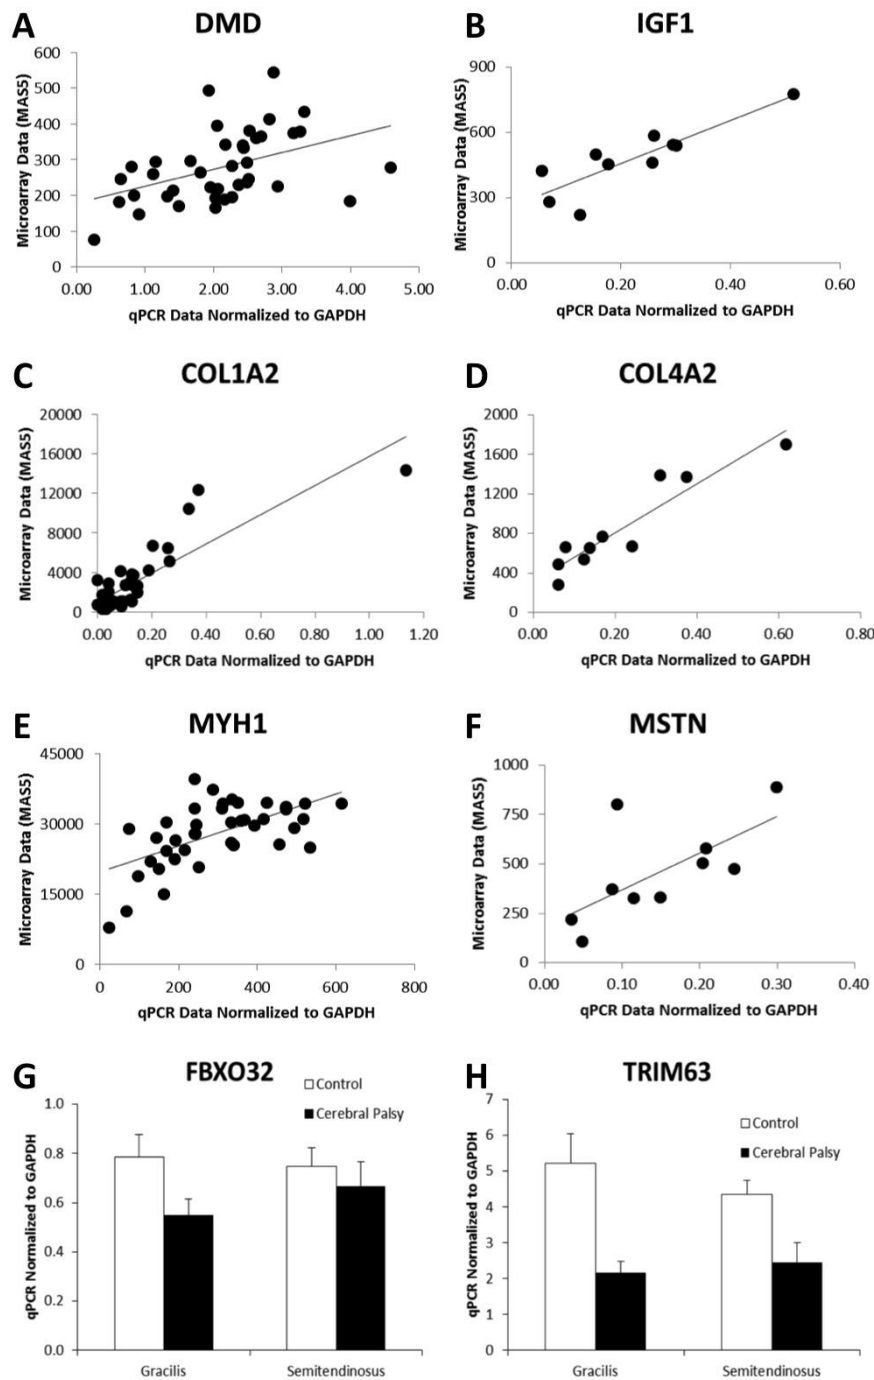 A DMD
Microarray Data (MAS5)
600
500
400
300
200
100
0
0.00 1.00 2.00 3.00 4.00 5.00
qPCR Data Normalized to GAPDH
B IGF1
Microarray Data (MAS5)
900
600
300
0
0.00 0.20 0.40 0.60
qPCR Data Normalized to GAPDH
C COL1A2
Microarray Data (MAS5)
20000
16000
12000
8000
4000
0
0.00 0.20 0.40 0.60 0.80 1.00 1.20
qPCR Data Normalized to GAPDH
D COL4A2
Microarray Data (MAS5)
2000
1600
1200
800
400
0
0.00 0.20 0.40 0.60 0.80
qPCR Data Normalized to GAPDH
E MYH1
Microarray Data (MAS5)
45000
30000
15000
0
0 200 400 600 800
qPCR Data Normalized to GAPDH
F MSTN
Microarray Data (MAS5)
1000
750
500
250
0
0.00 0.10 0.20 0.30 0.40
qPCR Data Normalized to GAPDH
G FBXO32
Control
Cerebral Palsy
qPCR Normalized to GAPDH
1.0
0.8
0.6
0.4
0.2
0.0
Gracilis Semitendinosus
H TRIM63
Control
Cerebral Palsy
qPCR Normalized to GAPDH
7
6
5
4
3
2
1
0
Gracilis Semitendinosus